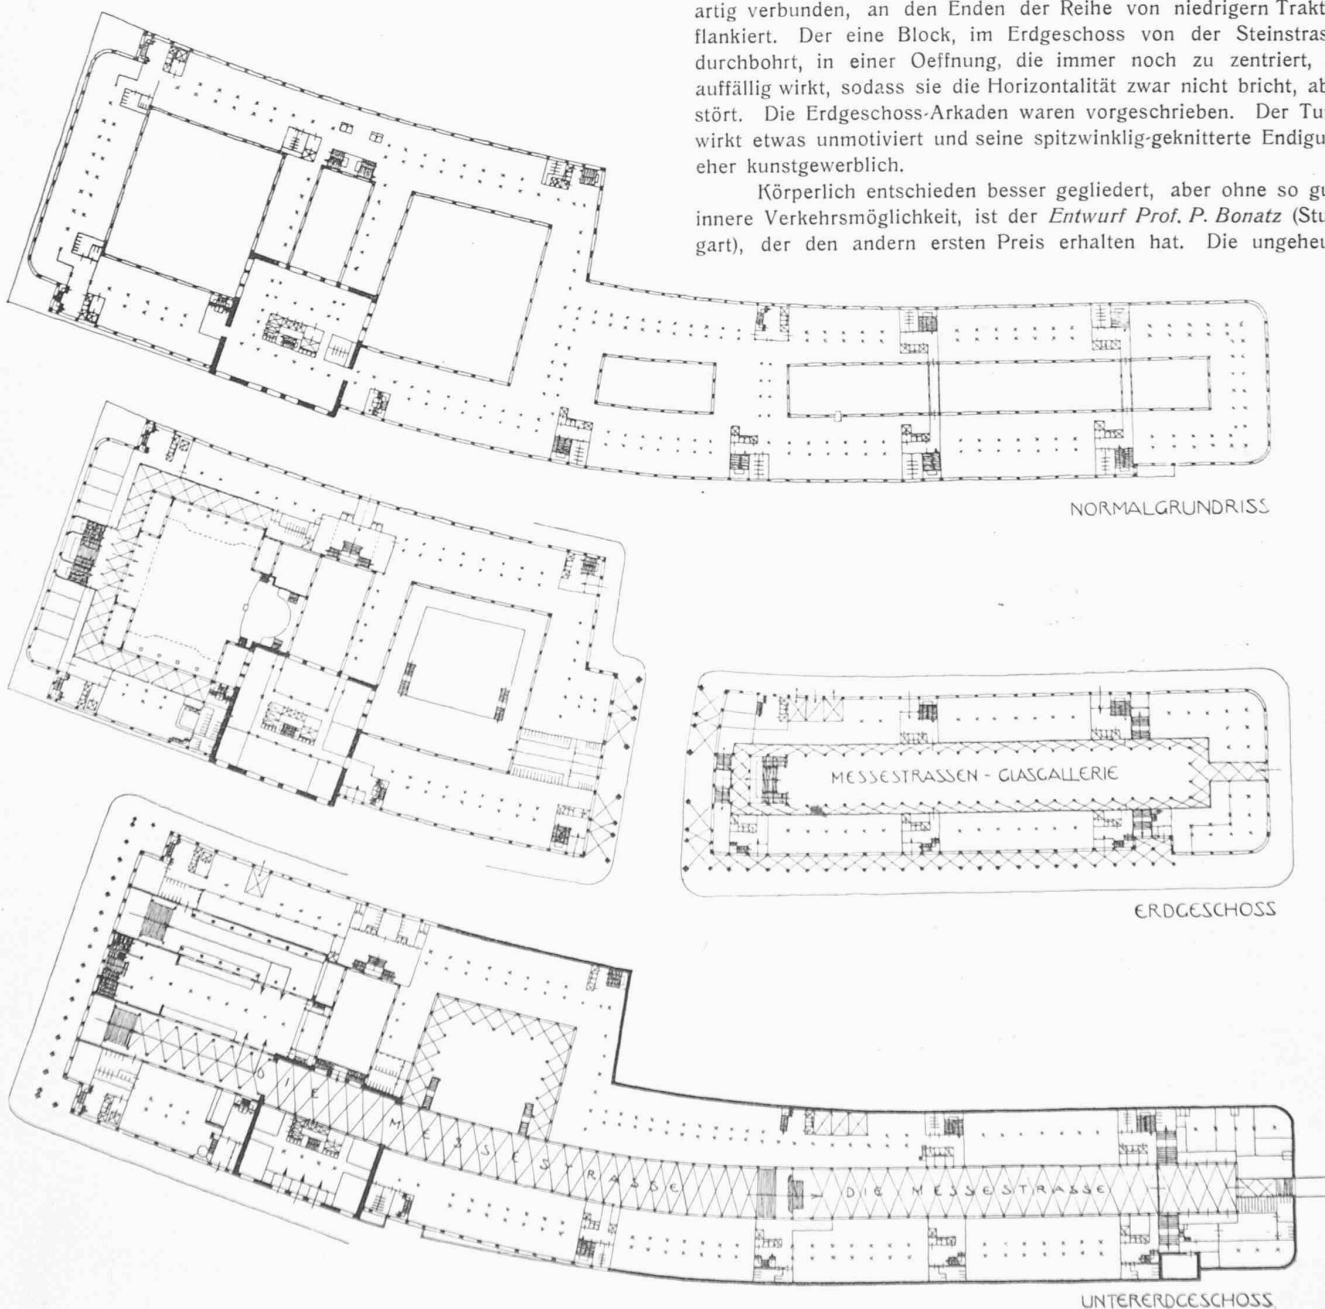 artig verbunden, an den Enden der Reihe von niedrigern Trakt
flankiert. Der eine Block, im Erdgeschoss von der Steinstras
durchbohrt, in einer Oeffnung, die immer noch zu zentriert,
auffällig wirkt, sodass sie die Horizontalität zwar nicht bricht, ab
stört. Die Erdgeschoss-Arkaden waren vorgeschrieben. Der Tu
wirkt etwas unmotiviert und seine spitzwinklig-geknitterte Endigu
eher kunstgewerblich.
Körperlich entschieden besser gegliedert, aber ohne so gu
innere Verkehrsmöglichkeit, ist der Entwurf Prof. P. Bonatz (Stu
gart), der den andern ersten Preis erhalten hat. Die ungeheu
NORMALGRUNDRISS
MESSESTRASSEN - GLASGALLERIE
ERDGESCHOSS
DIE MESSESTRASSE
DIE MESSESTRASSE
UNTERERDGESCHOSS